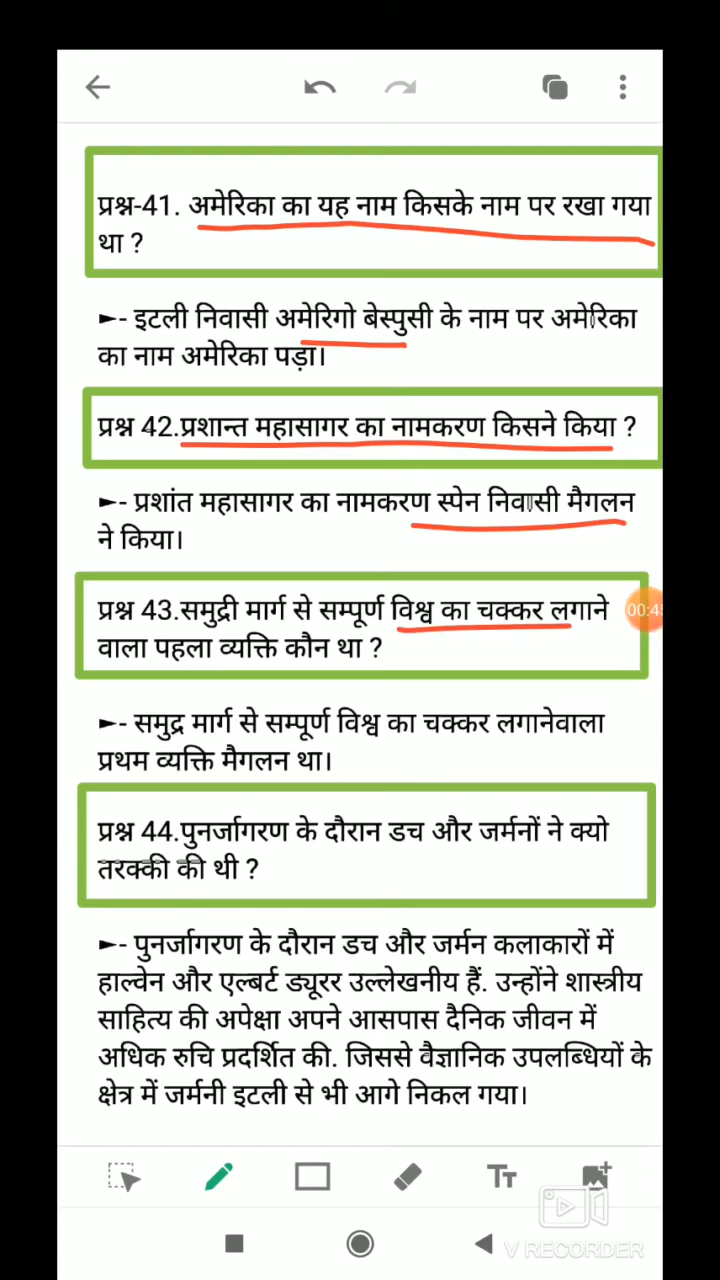 प्रश्न-41. अमेरिका का यह नाम किसके नाम पर रखा गया
था ?
►- इटली निवासी अमेरिगो बेस्पुसी के नाम पर अमेरिका
का नाम अमेरिका पड़ा।
प्रश्न 42.प्रशान्त महासागर का नामकरण किसने किया ?
►- प्रशांत महासागर का नामकरण स्पेन निवासी मैगलन
ने किया।
प्रश्न 43.समुद्री मार्ग से सम्पूर्ण विश्व का चक्कर लगाने
वाला पहला व्यक्ति कौन था ?
►- समुद्र मार्ग से सम्पूर्ण विश्व का चक्कर लगानेवाला
प्रथम व्यक्ति मैगलन था।
प्रश्न 44.पुनर्जागरण के दौरान डच और जर्मनों ने क्यो
तरक्की की थी ?
►- पुनर्जागरण के दौरान डच और जर्मन कलाकारों में
हाल्वेन और एल्बर्ट ड्यूरर उल्लेखनीय हैं. उन्होंने शास्त्रीय
साहित्य की अपेक्षा अपने आसपास दैनिक जीवन में
अधिक रुचि प्रदर्शित की. जिससे वैज्ञानिक उपलब्धियों के
क्षेत्र में जर्मनी इटली से भी आगे निकल गया।
Tт
V RECORDER